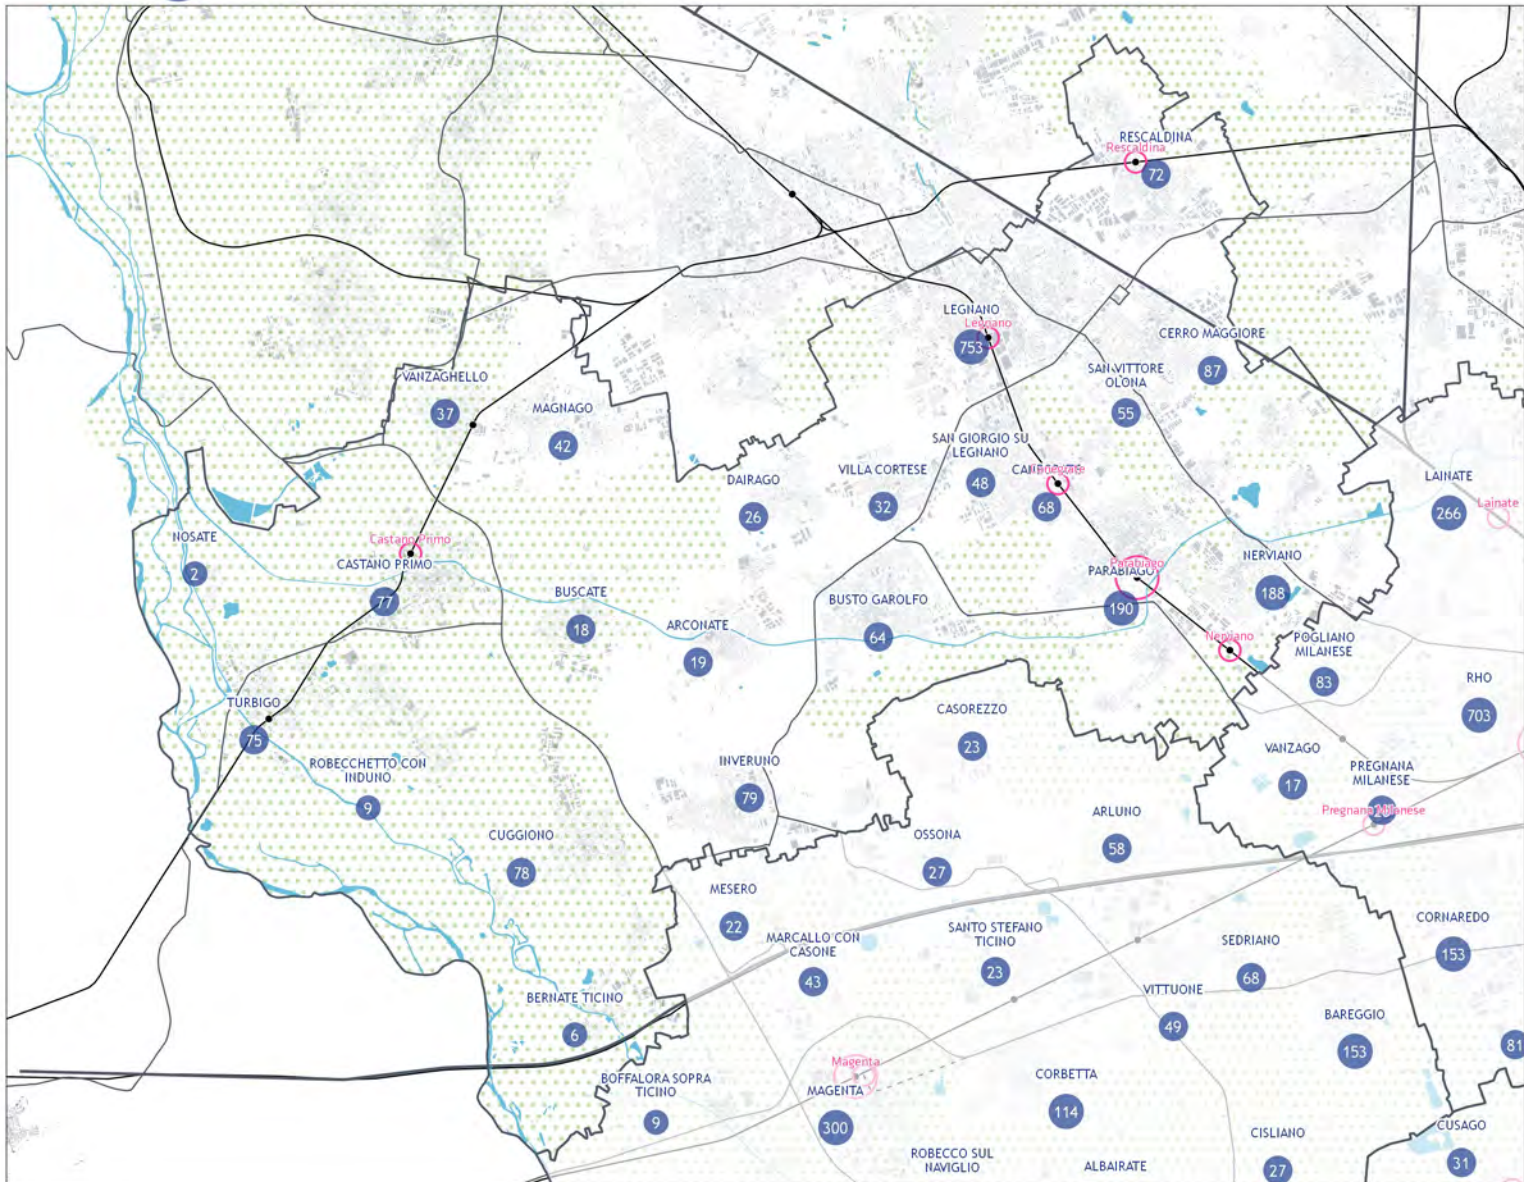 RESCALDINA
Rescaldina
72
LEGNANO
Legnano
753
CERRO MAGGIORE
87
SAN VITTORE
OLONA
55
VANZAGHELLO
37
MAGNAGO
42
SAN GIORGIO SU
LEGNANO
48
DAIRAGO
26
VILLA CORTESE
32
68
LAINATE
Lainate
266
NOSATE
2
Castano Primo
CASTANO PRIMO
77
BUSCATE
18
ARCONATE
19
BUSTO GAROLFO
64
PARABIAGO
Parabiago
190
NERVIANO
188
Nerviano
POGLIANO
MILANESE
83
RHO
703
TURBIGO
75
ROBECCHETTO CON
INDUNO
9
INVERUNO
79
CASOREZZO
23
VANZAGO
17
PREGNANA
MILANESE
Pregnana Milanese
CUGGIONO
78
OSSONA
27
ARLUNO
58
MESERO
22
MARCALLO CON
CASONE
43
SANTO STEFANO
TICINO
23
SEDRIANO
68
CORNAREDO
153
VITTUONE
49
BAREGGIO
153
81
BERNATE TICINO
6
BOFFALORA SOPRA
TICINO
9
Magenta
MAGENTA
300
CORBETTA
114
ROBECCO SUL
NAVIGLIO
ALBAIRATE
CISLIANO
27
CUSAGO
31